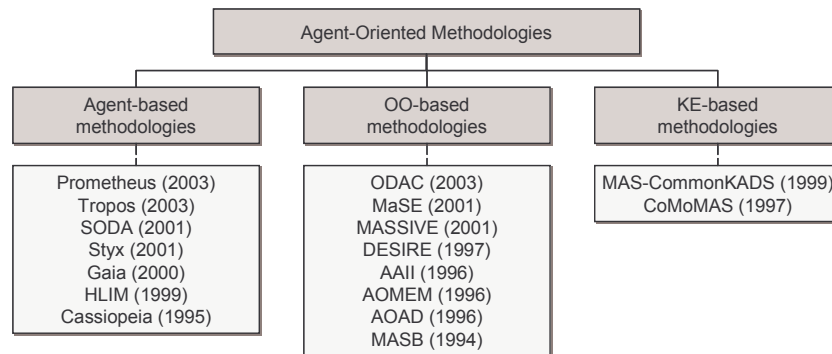 Agent-Oriented Methodologies
Agent-based
methodologies
OO-based
methodologies
KE-based
methodologies
Prometheus (2003)
Tropos (2003)
SODA (2001)
Styx (2001)
Gaia (2000)
HLIM (1999)
Cassiopeia (1995)
ODAC (2003)
MaSE (2001)
MASSIVE (2001)
DESIRE (1997)
AAII (1996)
AOMEM (1996)
AOAD (1996)
MASB (1994)
MAS-CommonKADS (1999)
CoMoMAS (1997)